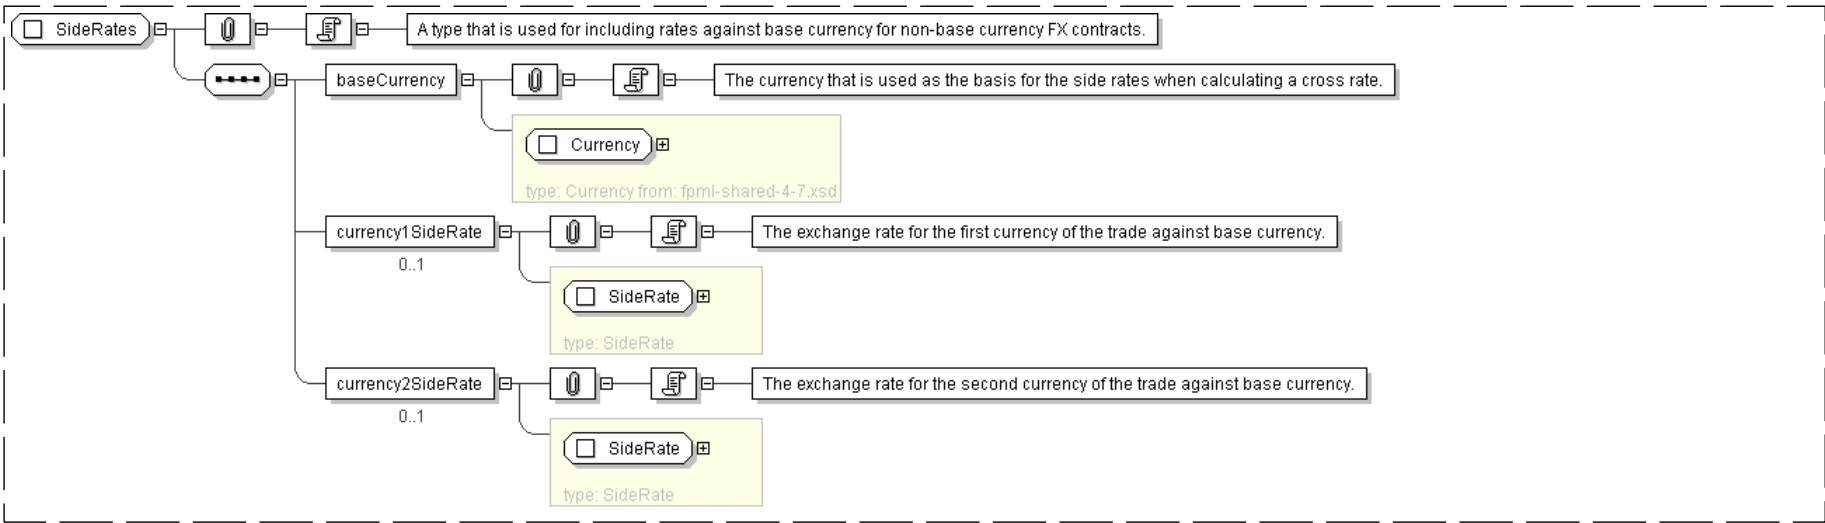 SideRates
A type that is used for including rates against base currency for non-base currency FX contracts.
baseCurrency
The currency that is used as the basis for the side rates when calculating a cross rate.
Currency
type: Currency from: fpml-shared-4-7.xsd
currency1SideRate
The exchange rate for the first currency of the trade against base currency.
0..1
SideRate
type: SideRate
currency2SideRate
The exchange rate for the second currency of the trade against base currency.
0..1
SideRate
type: SideRate